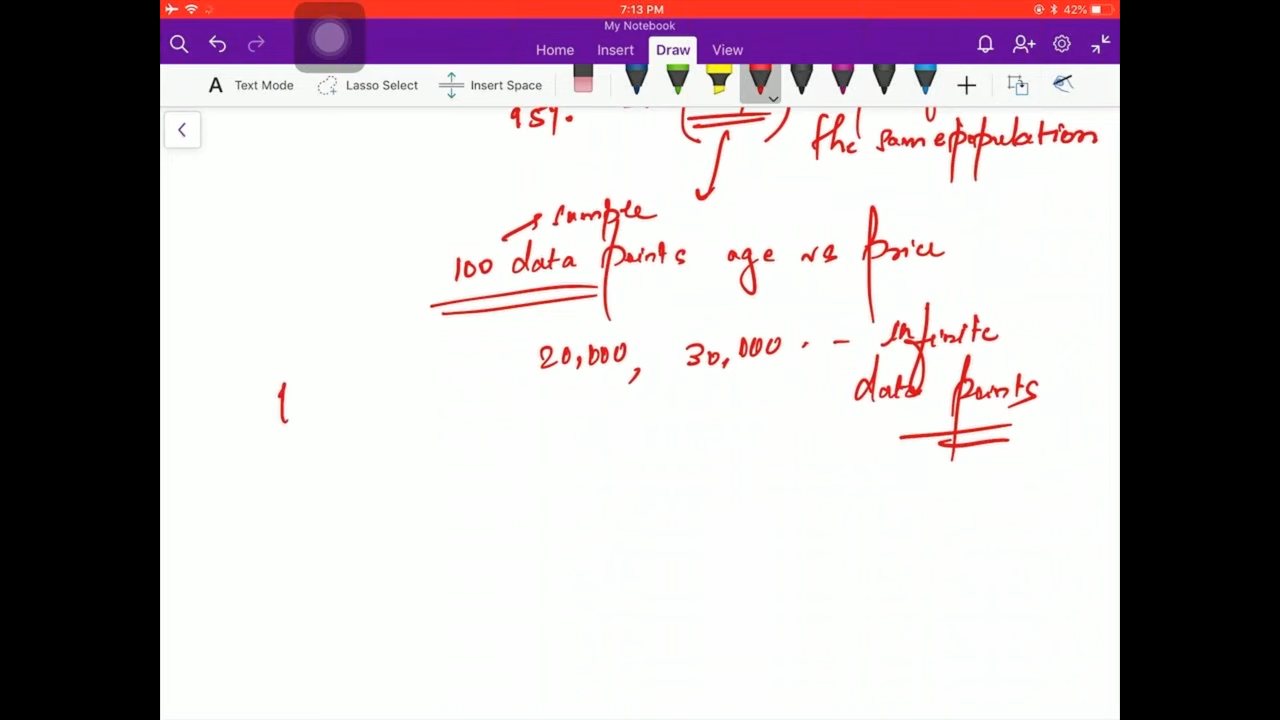 7:13 PM
42%
My Notebook
Home Insert Draw View
A Text Mode Lasso Select Insert Space
95%.
the same population
sample
100 data points age vs price
20,000, 30,000 . - infinite
data points